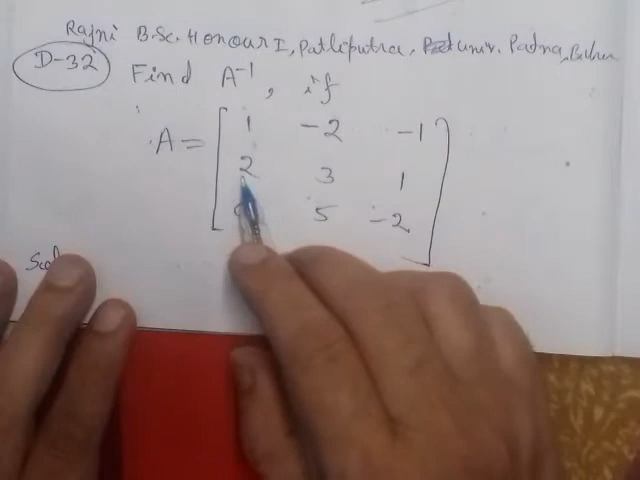 Rajni B.Sc. Honour I, Patliputra, univ. Patna, Bihar
D-32
Find A⁻¹, if
A = [ 1 -2 -1
2 3 1
5 -2 ]
Sol